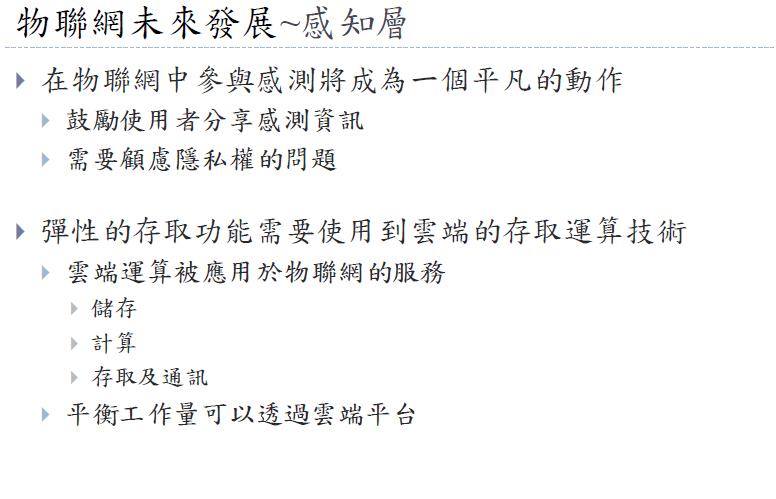 物聯網未來發展~感知層
在物聯網中參與感測將成為一個平凡的動作
鼓勵使用者分享感測資訊
需要顧慮隱私權的問題
彈性的存取功能需要使用到雲端的存取運算技術
雲端運算被應用於物聯網的服務
儲存
計算
存取及通訊
平衡工作量可以透過雲端平台